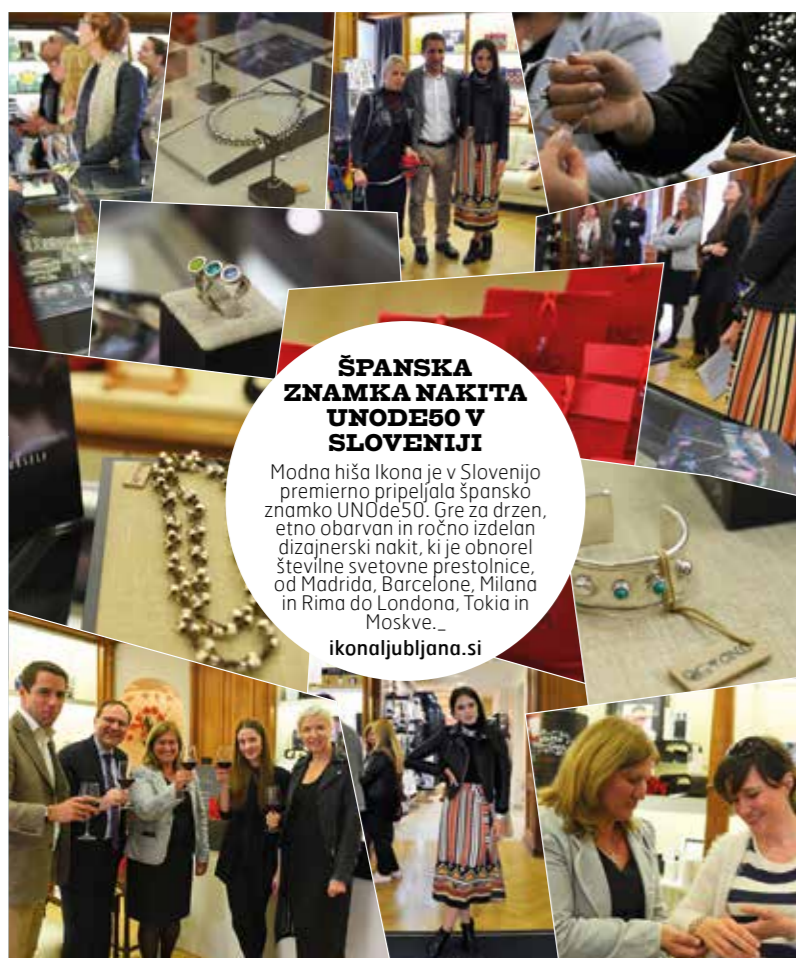 ŠPANSKA
ZNAMKA NAKITA
UNODE50 V
SLOVENIJI
Modna hiša Ikona je v Slovenijo
premierno pripeljala špansko
znamko UNOde50. Gre za drzen,
etno obarvan in ročno izdelan
dizajnerski nakit, ki je obnorel
številne svetovne prestolnice,
od Madrida, Barcelone, Milana
in Rima do Londona, Tokia in
Moskve._
ikonaljubljana.si